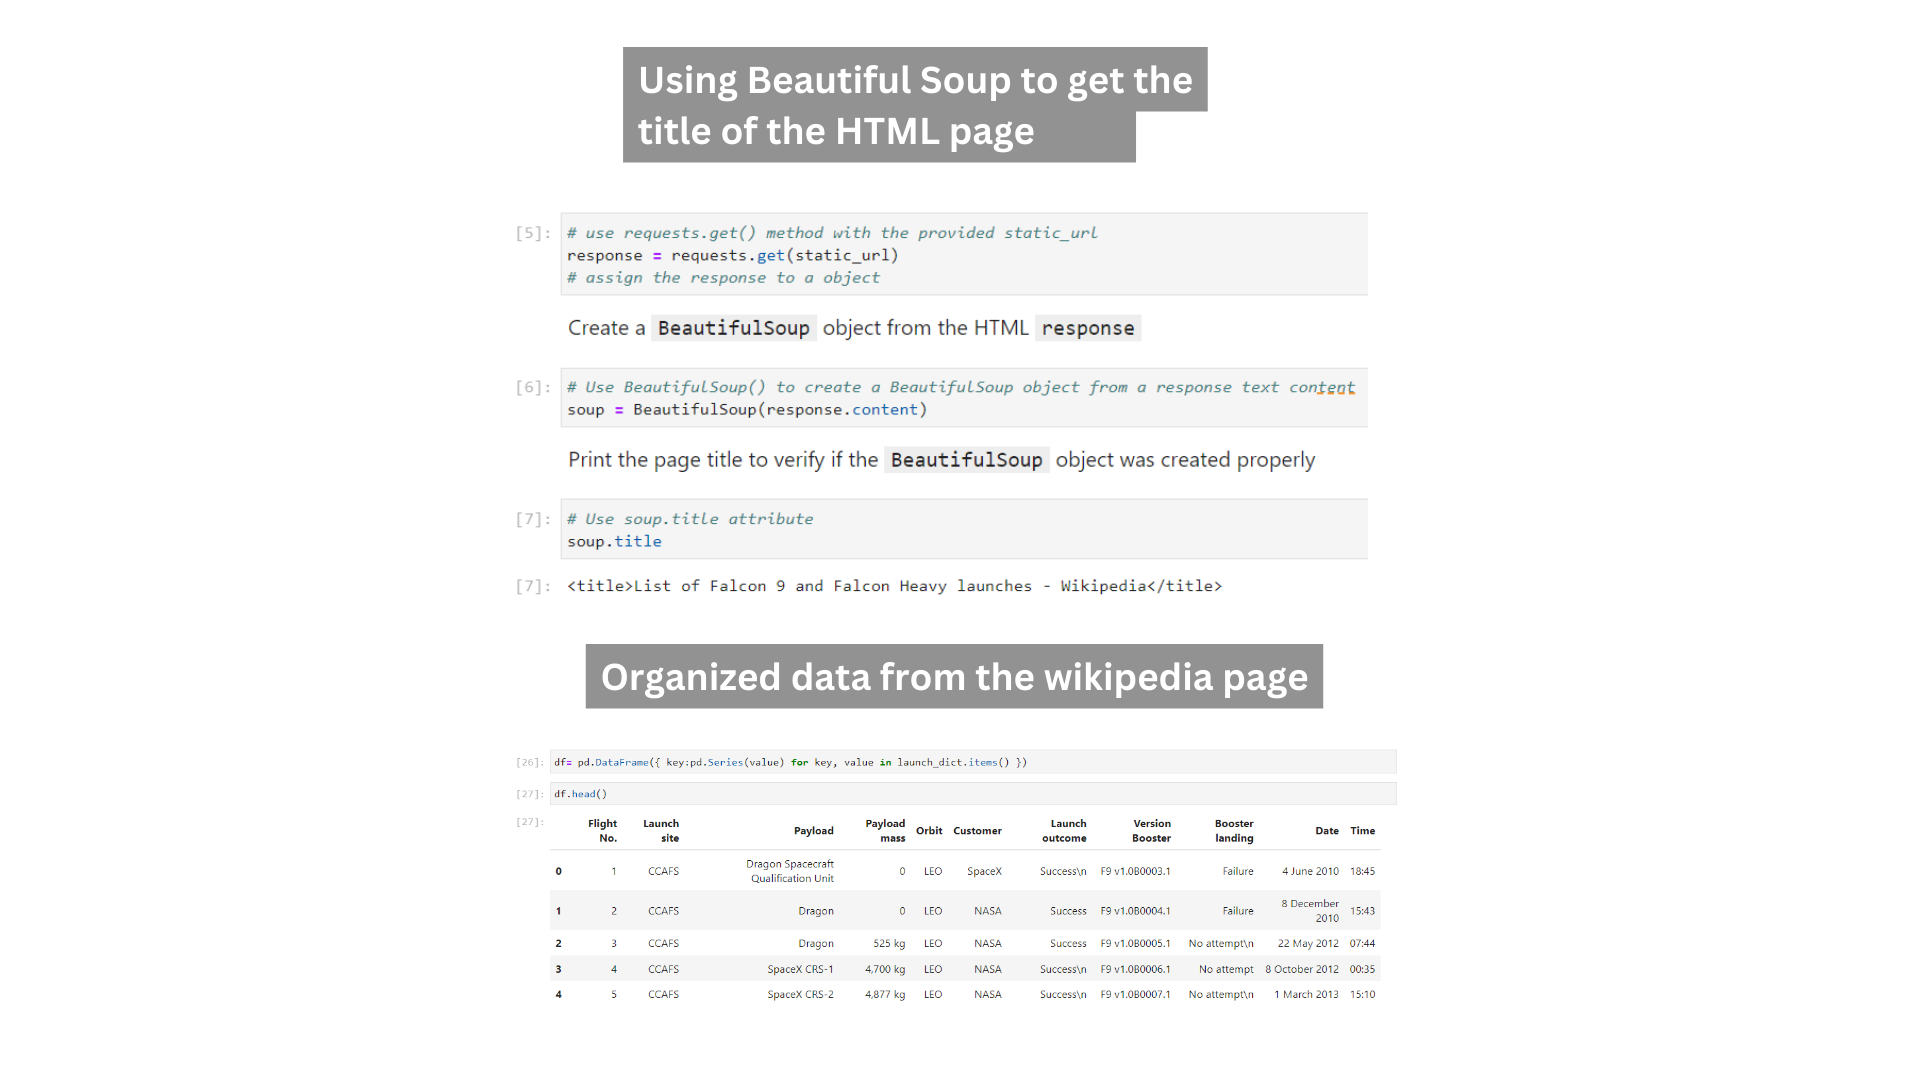 Using Beautiful Soup to get the
title of the HTML page
[5]: # use requests.get() method with the provided static_url
response = requests.get(static_url)
# assign the response to a object
Create a BeautifulSoup object from the HTML response
[6]: # Use BeautifulSoup() to create a BeautifulSoup object from a response text content
soup = BeautifulSoup(response.content)
Print the page title to verify if the BeautifulSoup object was created properly
[7]: # Use soup.title attribute
soup.title
[7]: <title>List of Falcon 9 and Falcon Heavy launches - Wikipedia</title>
Organized data from the wikipedia page
[26]: df= pd.DataFrame({ key:pd.Series(value) for key, value in launch_dict.items() })
[27]: df.head()
[27]:
Flight Launch Payload Payload Orbit Customer Launch Version Booster Date Time
No. site mass outcome Booster landing
0 1 CCAFS Dragon Spacecraft 0 LEO SpaceX Success\n F9 v1.0B0003.1 Failure 4 June 2010 18:45
Qualification Unit
1 2 CCAFS Dragon 0 LEO NASA Success F9 v1.0B0004.1 Failure 8 December 15:43
2010
2 3 CCAFS Dragon 525 kg LEO NASA Success F9 v1.0B0005.1 No attempt\n 22 May 2012 07:44
3 4 CCAFS SpaceX CRS-1 4,700 kg LEO NASA Success\n F9 v1.0B0006.1 No attempt 8 October 2012 00:35
4 5 CCAFS SpaceX CRS-2 4,877 kg LEO NASA Success\n F9 v1.0B0007.1 No attempt\n 1 March 2013 15:10